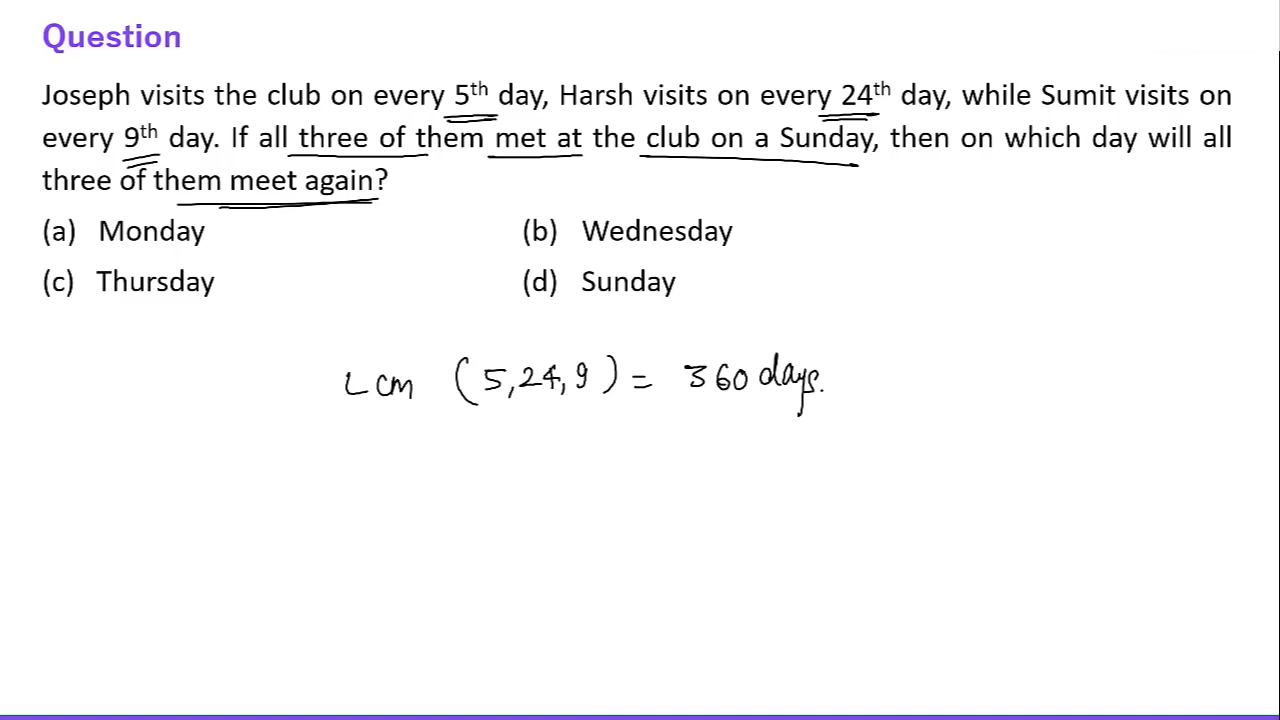 Question
Joseph visits the club on every 5th day, Harsh visits on every 24th day, while Sumit visits on
every 9th day. If all three of them met at the club on a Sunday, then on which day will all
three of them meet again?
(a) Monday (b) Wednesday
(c) Thursday (d) Sunday
Lcm (5,24,9) = 360 days.